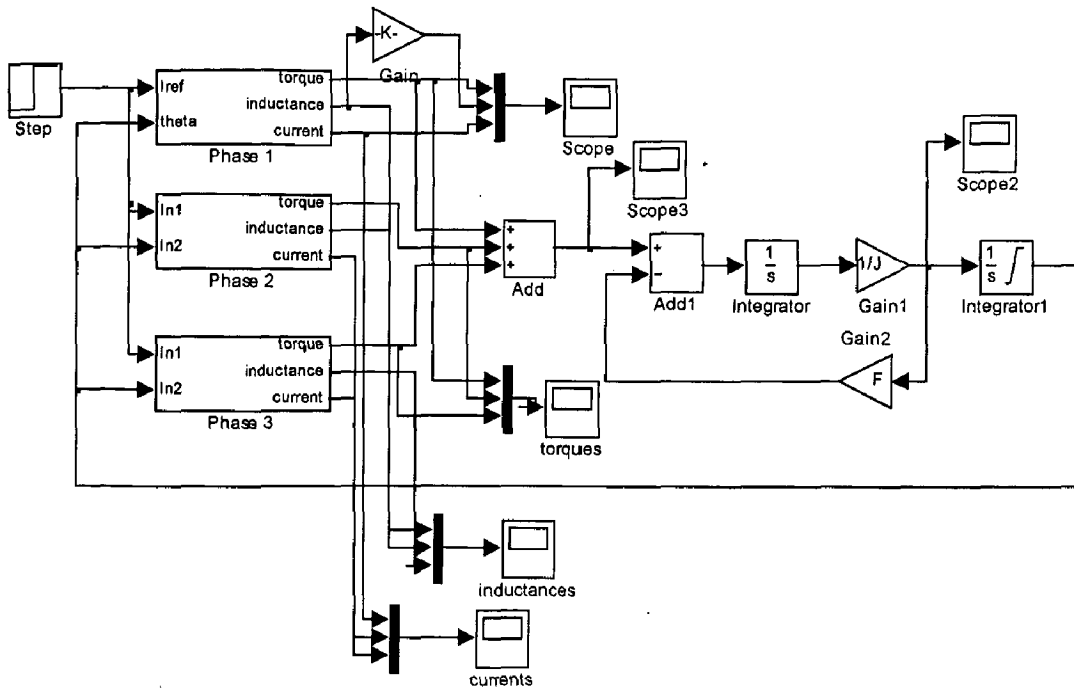 -K-
Gain
Step
Iref
theta
torque
inductance
current
Phase 1
Scope
In1
In2
torque
inductance
current
Phase 2
+
+
+
Add
Scope3
+
−
Add1
1
s
Integrator
1/J
Gain1
Scope2
1
s
Integrator1
Gain2
F
In1
In2
torque
inductance
current
Phase 3
torques
inductances
currents